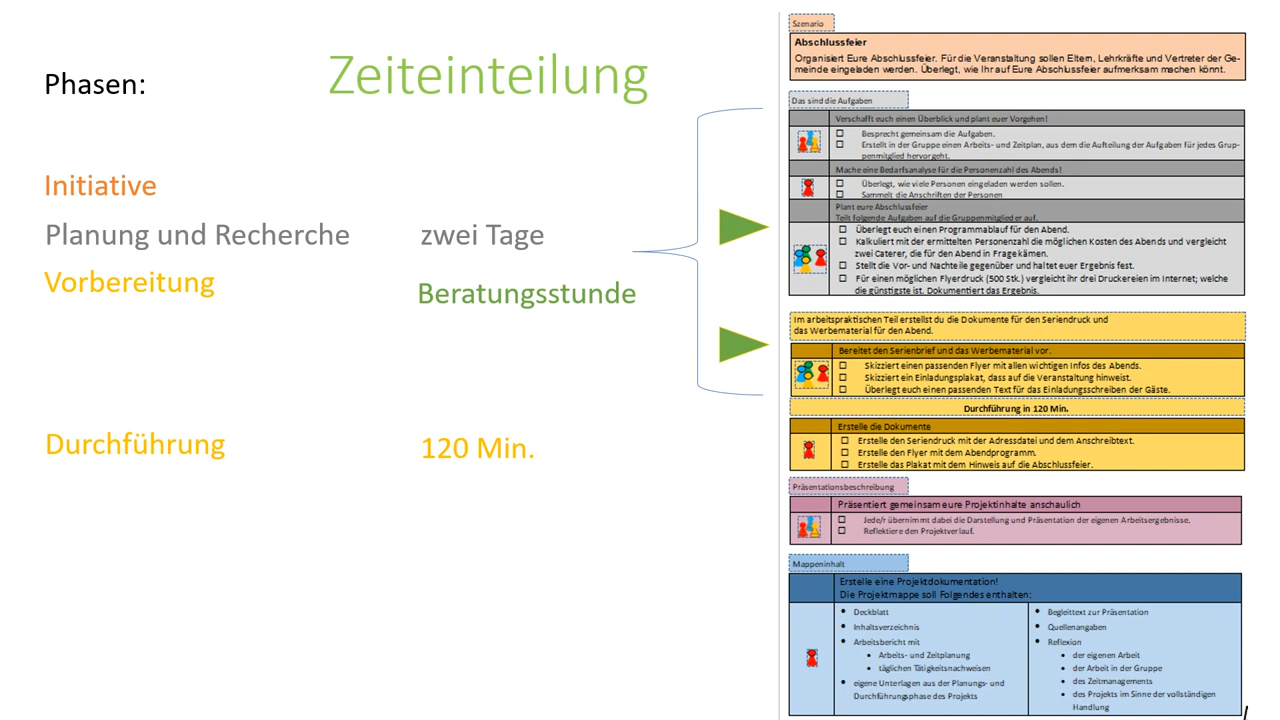 Zeiteinteilung
Phasen:
Initiative
Planung und Recherche
zwei Tage
Vorbereitung
Beratungsstunde
Durchführung
120 Min.
Szenario
Abschlussfeier
Organisiert Eure Abschlussfeier. Für die Veranstaltung sollen Eltern, Lehrkräfte und Vertreter der Ge-
meinde eingeladen werden. Überlegt, wie Ihr auf Eure Abschlussfeier aufmerksam machen könnt.
Das sind die Aufgaben
Verschafft euch einen Überblick und plant euer Vorgehen!
Besprecht gemeinsam die Aufgaben.
Erstellt in der Gruppe einen Arbeits- und Zeitplan, aus dem die Aufteilung der Aufgaben für jedes Grup-
penmitglied hervorgeht.
Mache eine Bedarfsanalyse für die Personenzahl des Abends!
Überlegt, wie viele Personen eingeladen werden sollen.
Sammelt die Anschriften der Personen
Plant eure Abschlussfeier
Teilt folgende Aufgaben auf die Gruppenmitglieder auf.
Überlegt euch einen Programmablauf für den Abend.
Kalkuliert mit der ermittelten Personenzahl die möglichen Kosten des Abends und vergleicht
zwei Caterer, die für den Abend in Frage kämen.
Stellt die Vor- und Nachteile gegenüber und haltet euer Ergebnis fest.
Für einen möglichen Flyerdruck (500 Stk.) vergleicht ihr drei Druckereien im Internet; welche
die günstigste ist. Dokumentiert das Ergebnis.
Im arbeitspraktischen Teil erstellst du die Dokumente für den Seriendruck und
das Werbematerial für den Abend.
Bereitet den Serienbrief und das Werbematerial vor.
Skizziert einen passenden Flyer mit allen wichtigen Infos des Abends.
Skizziert ein Einladungsplakat, dass auf die Veranstaltung hinweist.
Überlegt euch einen passenden Text für das Einladungsschreiben der Gäste.
Durchführung in 120 Min.
Erstelle die Dokumente
Erstelle den Seriendruck mit der Adressdatei und dem Anschreibtext.
Erstelle den Flyer mit dem Abendprogramm.
Erstelle das Plakat mit dem Hinweis auf die Abschlussfeier.
Präsentationsbeschreibung
Präsentiert gemeinsam eure Projektinhalte anschaulich
Jede/r übernimmt dabei die Darstellung und Präsentation der eigenen Arbeitsergebnisse.
Reflektiere den Projektverlauf.
Mappeninhalt
Erstelle eine Projektdokumentation!
Die Projektmappe soll Folgendes enthalten:
Deckblatt
Inhaltsverzeichnis
Arbeitsbericht mit
Arbeits- und Zeitplanung
täglichen Tätigkeitsnachweisen
eigene Unterlagen aus der Planungs- und
Durchführungsphase des Projekts
Begleittext zur Präsentation
Quellenangaben
Reflexion
der eigenen Arbeit
der Arbeit in der Gruppe
des Zeitmanagements
des Projekts im Sinne der vollständigen
Handlung